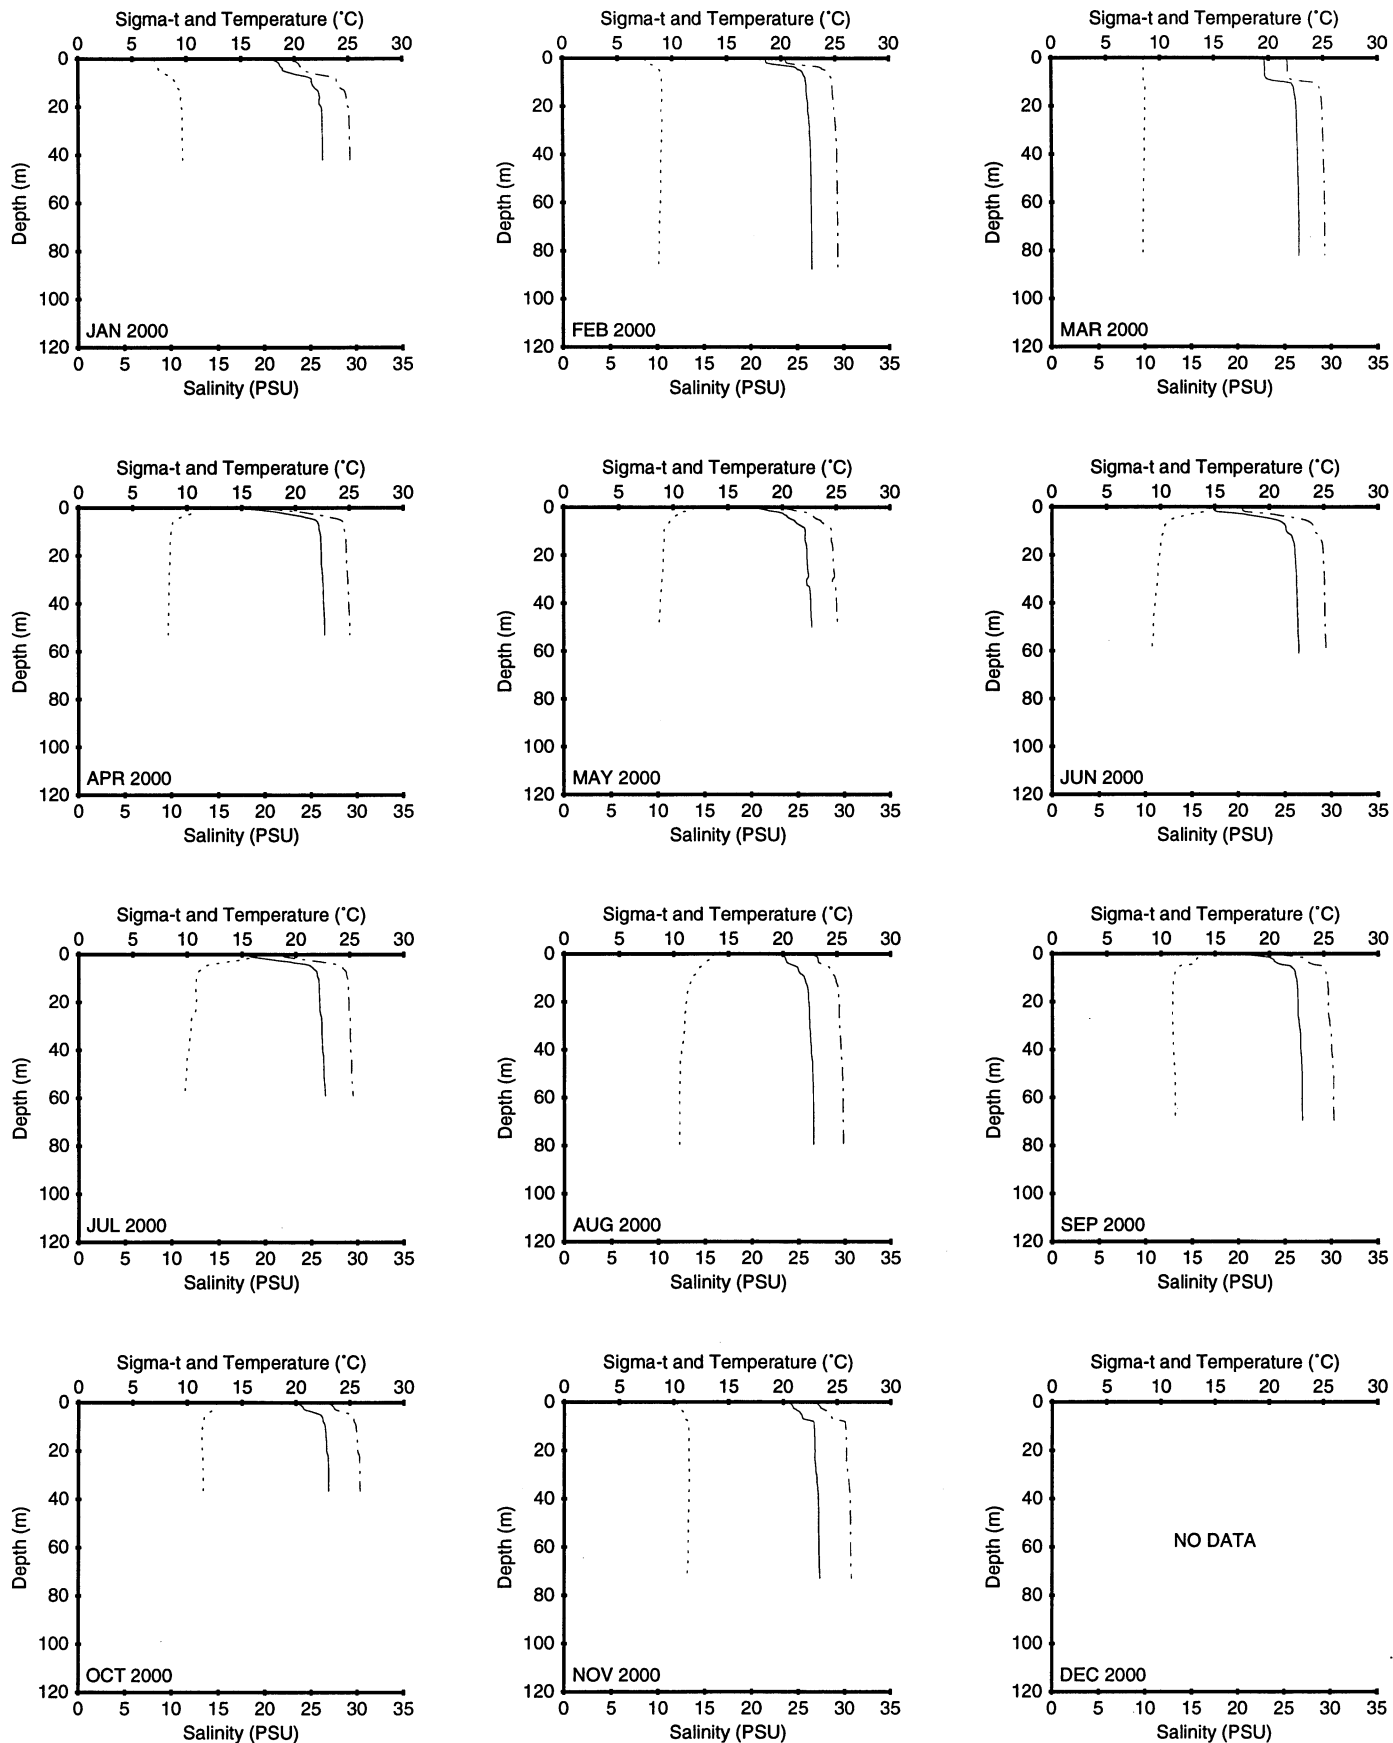 Sigma-t and Temperature (˚C)
0 5 10 15 20 25 30
0
20
40
60
80
100
120
Depth (m)
JAN 2000
0 5 10 15 20 25 30 35
Salinity (PSU)
Sigma-t and Temperature (˚C)
0 5 10 15 20 25 30
0
20
40
60
80
100
120
Depth (m)
FEB 2000
0 5 10 15 20 25 30 35
Salinity (PSU)
Sigma-t and Temperature (˚C)
0 5 10 15 20 25 30
0
20
40
60
80
100
120
Depth (m)
MAR 2000
0 5 10 15 20 25 30 35
Salinity (PSU)
Sigma-t and Temperature (˚C)
0 5 10 15 20 25 30
0
20
40
60
80
100
120
Depth (m)
APR 2000
0 5 10 15 20 25 30 35
Salinity (PSU)
Sigma-t and Temperature (˚C)
0 5 10 15 20 25 30
0
20
40
60
80
100
120
Depth (m)
MAY 2000
0 5 10 15 20 25 30 35
Salinity (PSU)
Sigma-t and Temperature (˚C)
0 5 10 15 20 25 30
0
20
40
60
80
100
120
Depth (m)
JUN 2000
0 5 10 15 20 25 30 35
Salinity (PSU)
Sigma-t and Temperature (˚C)
0 5 10 15 20 25 30
0
20
40
60
80
100
120
Depth (m)
JUL 2000
0 5 10 15 20 25 30 35
Salinity (PSU)
Sigma-t and Temperature (˚C)
0 5 10 15 20 25 30
0
20
40
60
80
100
120
Depth (m)
AUG 2000
0 5 10 15 20 25 30 35
Salinity (PSU)
Sigma-t and Temperature (˚C)
0 5 10 15 20 25 30
0
20
40
60
80
100
120
Depth (m)
SEP 2000
0 5 10 15 20 25 30 35
Salinity (PSU)
Sigma-t and Temperature (˚C)
0 5 10 15 20 25 30
0
20
40
60
80
100
120
Depth (m)
OCT 2000
0 5 10 15 20 25 30 35
Salinity (PSU)
Sigma-t and Temperature (˚C)
0 5 10 15 20 25 30
0
20
40
60
80
100
120
Depth (m)
NOV 2000
0 5 10 15 20 25 30 35
Salinity (PSU)
Sigma-t and Temperature (˚C)
0 5 10 15 20 25 30
0
20
40
60
80
100
120
Depth (m)
NO DATA
DEC 2000
0 5 10 15 20 25 30 35
Salinity (PSU)